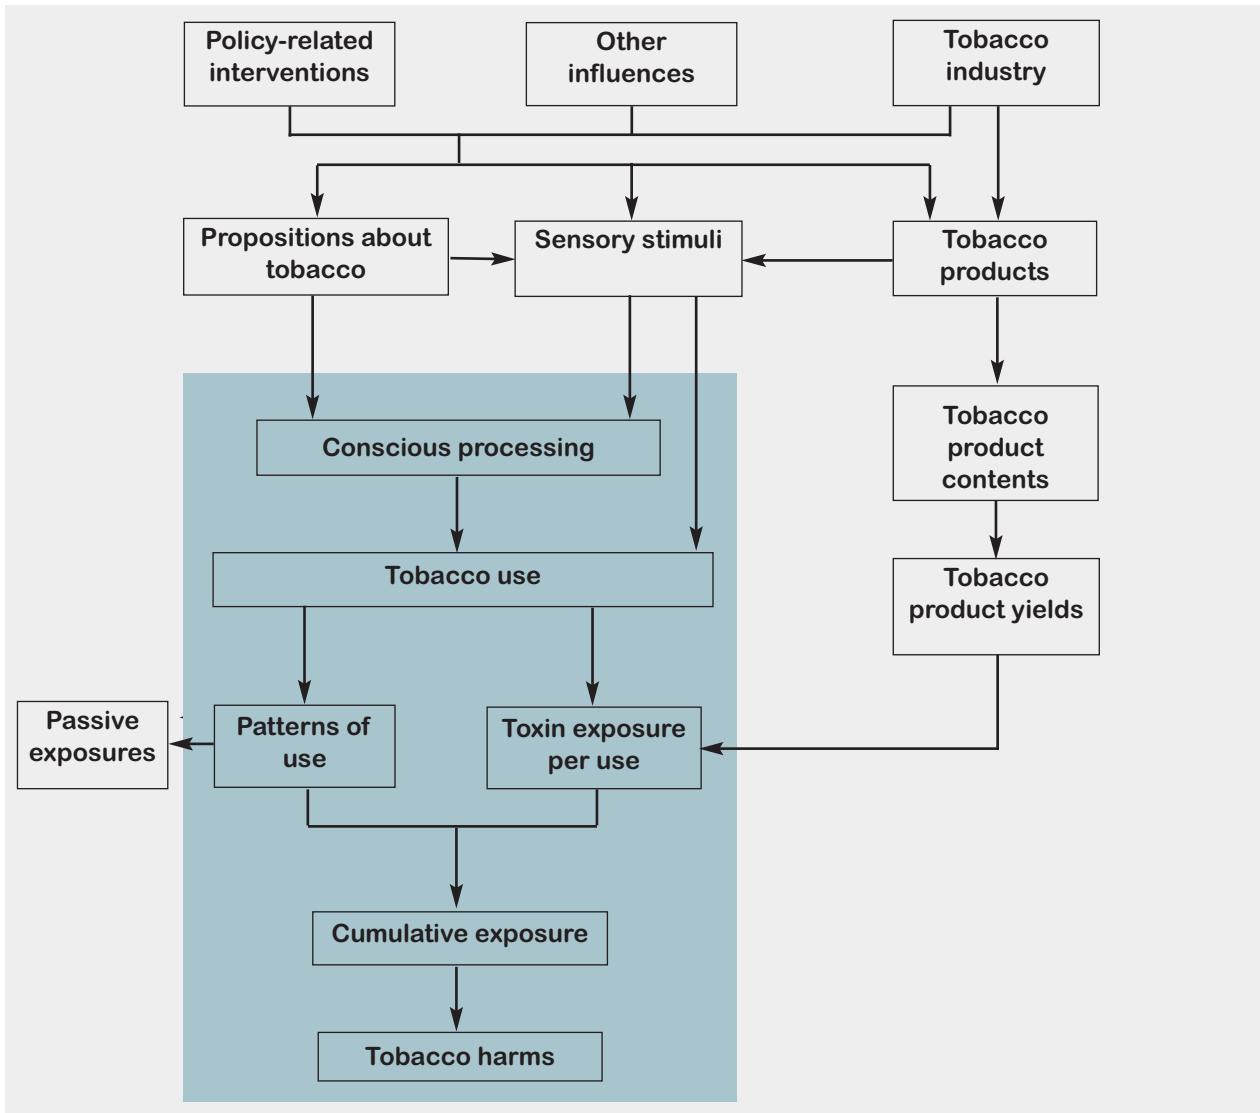 Policy-related
interventions
Other
influences
Tobacco
industry
Propositions about
tobacco
Sensory stimuli
Tobacco
products
Conscious processing
Tobacco
product
contents
Tobacco use
Tobacco
product yields
Passive
exposures
Patterns of
use
Toxin exposure
per use
Cumulative exposure
Tobacco harms